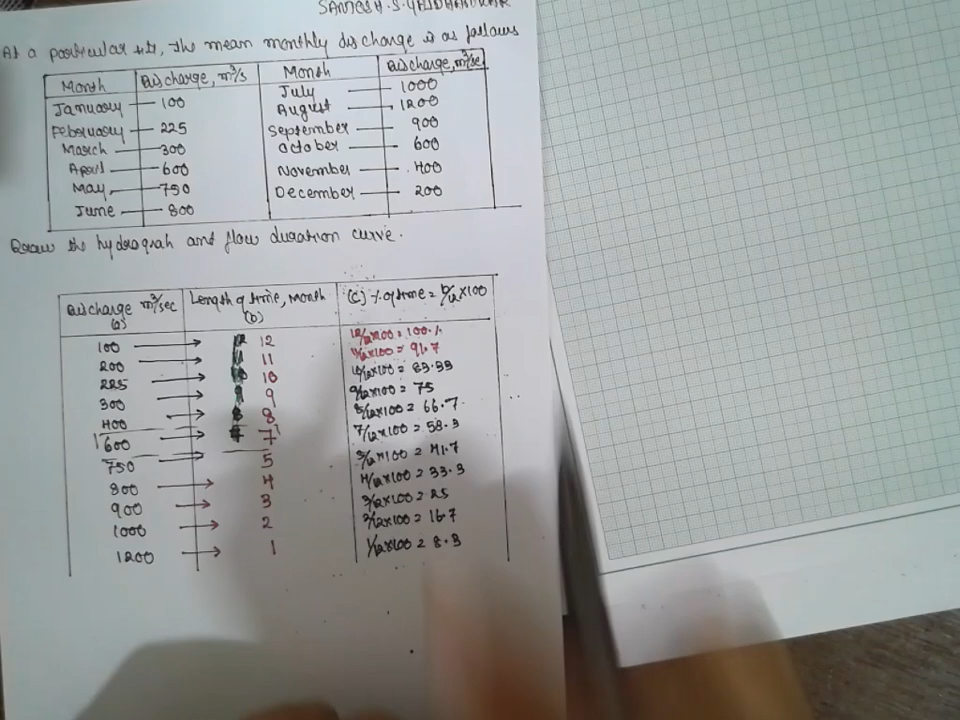 At a particular site, the mean monthly discharge is as follows
Month Discharge, m³/s Month Discharge, m³/sec
January 100 July 1000
February 225 August 1200
March 300 September 900
April 600 October 600
May 750 November 400
June 800 December 200
Draw the hydrograh and flow duration curve.
Discharge m³/sec Length of time, month (c) % of time = b/12 × 100
(a) (b)
100 12 12/12×100 = 100%
200 11 11/12×100 = 91.7
225 10 10/12×100 = 83.33
300 9 9/12×100 = 75
400 8 8/12×100 = 66.7
600 7 7/12×100 = 58.3
750 5 5/12×100 = 41.7
800 4 4/12×100 = 33.3
900 3 3/12×100 = 25
1000 2 2/12×100 = 16.7
1200 1 1/12×100 = 8.3